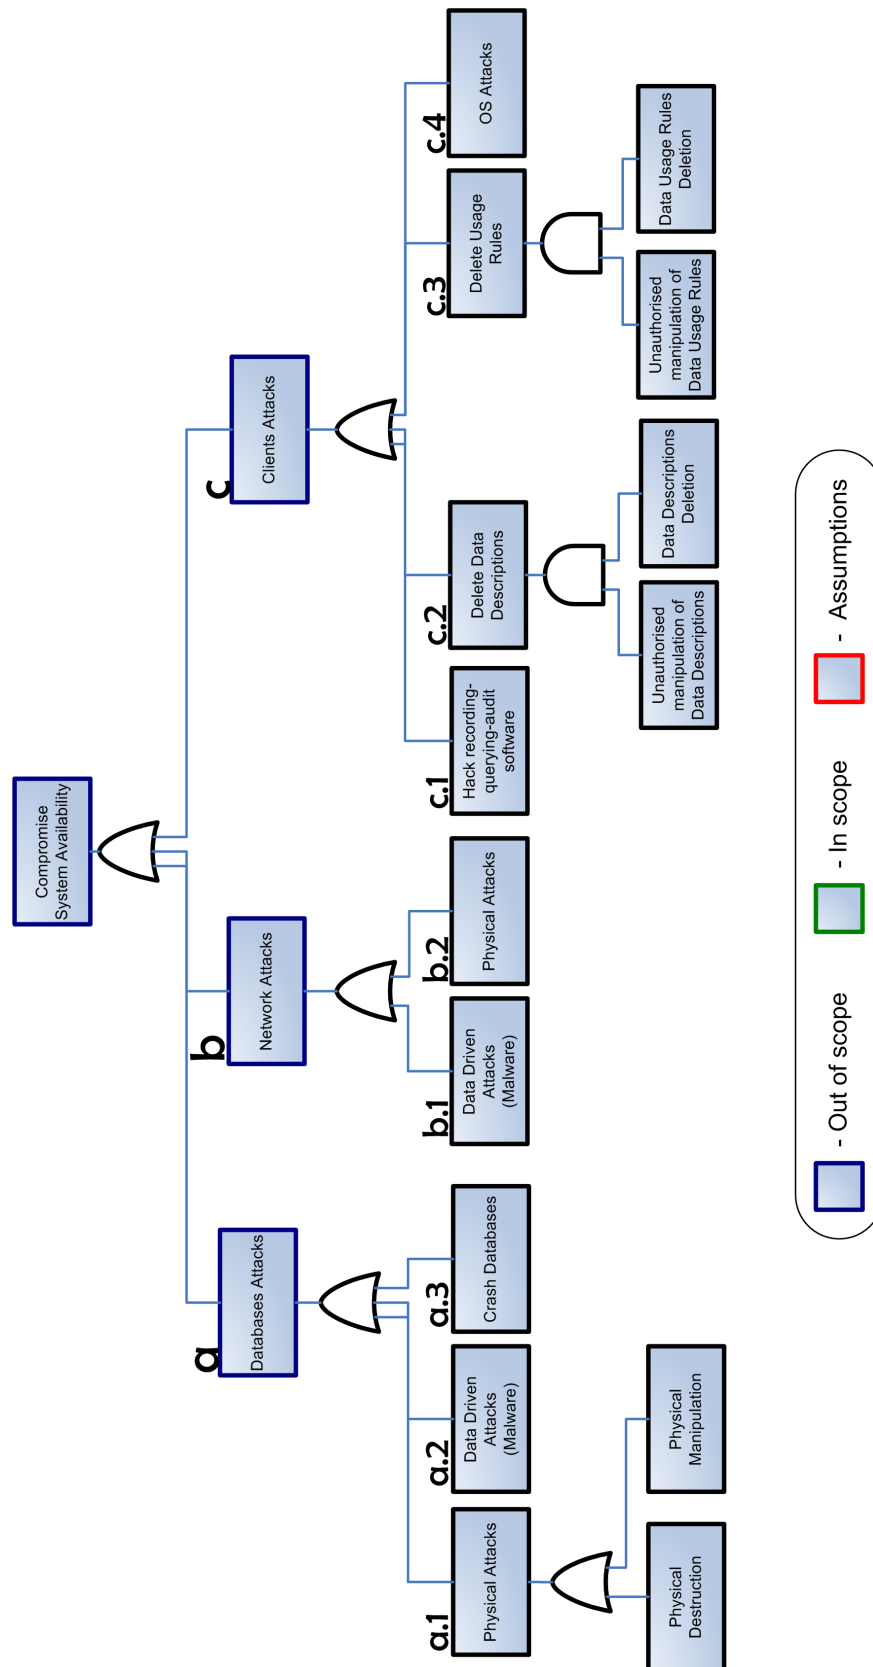 Compromise
System Availability
a
Databases Attacks
b
Network Attacks
c
Clients Attacks
a.1
Physical Attacks
a.2
Data Driven
Attacks
(Malware)
a.3
Crash Databases
b.1
Data Driven
Attacks
(Malware)
b.2
Physical Attacks
c.1
Hack recording-
querying-audit
software
c.2
Delete Data
Descriptions
c.3
Delete Usage
Rules
c.4
OS Attacks
Physical
Destruction
Physical
Manipulation
Unauthorised
manipulation of
Data Descriptions
Data Descriptions
Deletion
Unauthorised
manipulation of
Data Usage Rules
Data Usage Rules
Deletion
- Out of scope
- In scope
- Assumptions